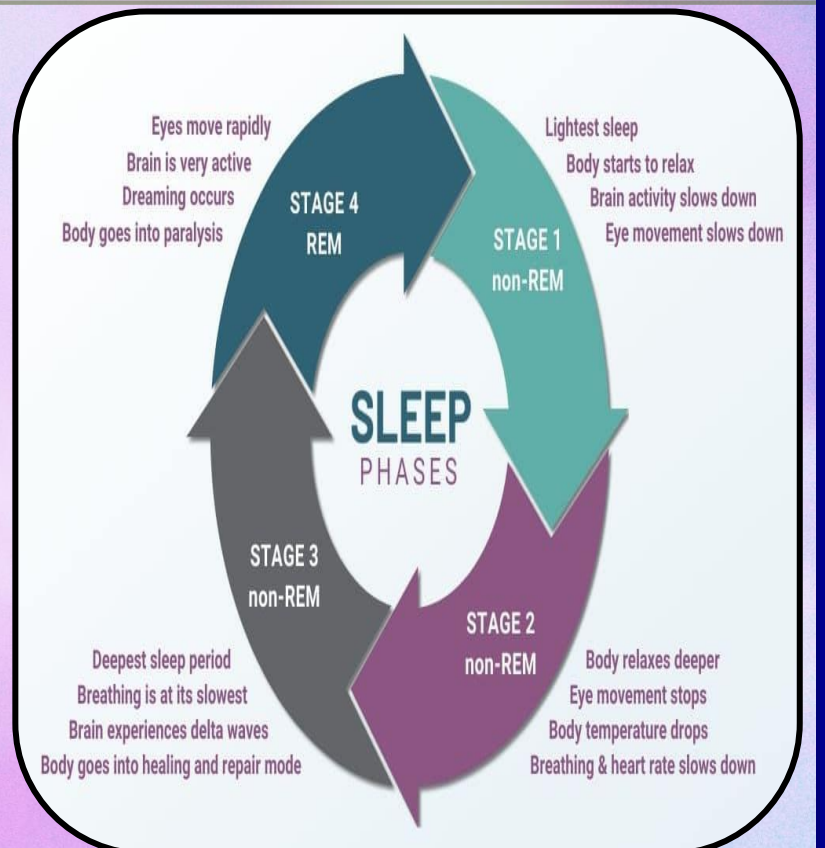 SLEEP
PHASES
STAGE 1
non-REM
Lightest sleep
Body starts to relax
Brain activity slows down
Eye movement slows down
STAGE 2
non-REM
Body relaxes deeper
Eye movement stops
Body temperature drops
Breathing & heart rate slows down
STAGE 3
non-REM
Deepest sleep period
Breathing is at its slowest
Brain experiences delta waves
Body goes into healing and repair mode
STAGE 4
REM
Eyes move rapidly
Brain is very active
Dreaming occurs
Body goes into paralysis